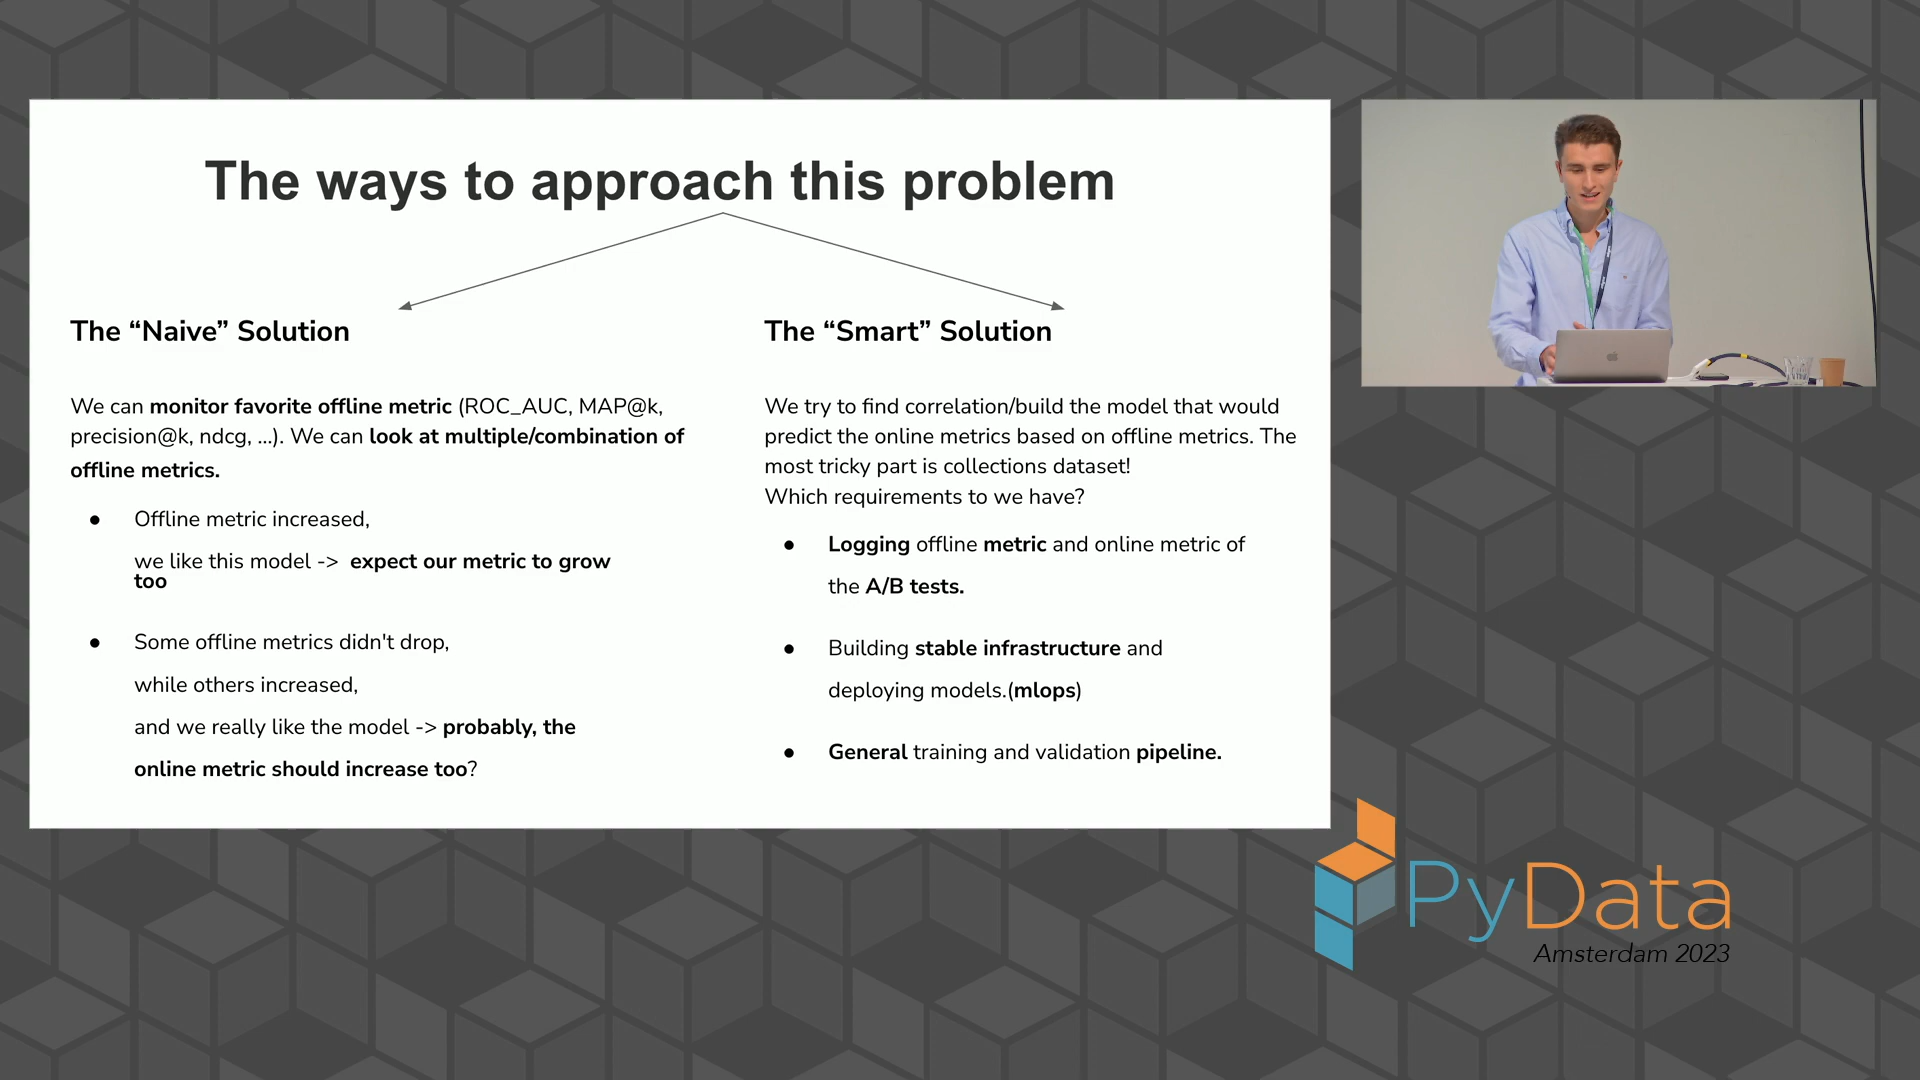 The ways to approach this problem
The “Naive” Solution
We can monitor favorite offline metric (ROC_AUC, MAP@k,
precision@k, ndcg, ...). We can look at multiple/combination of
offline metrics.
● Offline metric increased,
we like this model -> expect our metric to grow
too
● Some offline metrics didn't drop,
while others increased,
and we really like the model -> probably, the
online metric should increase too?
The “Smart” Solution
We try to find correlation/build the model that would
predict the online metrics based on offline metrics. The
most tricky part is collections dataset!
Which requirements to we have?
● Logging offline metric and online metric of
the A/B tests.
● Building stable infrastructure and
deploying models.(mlops)
● General training and validation pipeline.
PyData
Amsterdam 2023